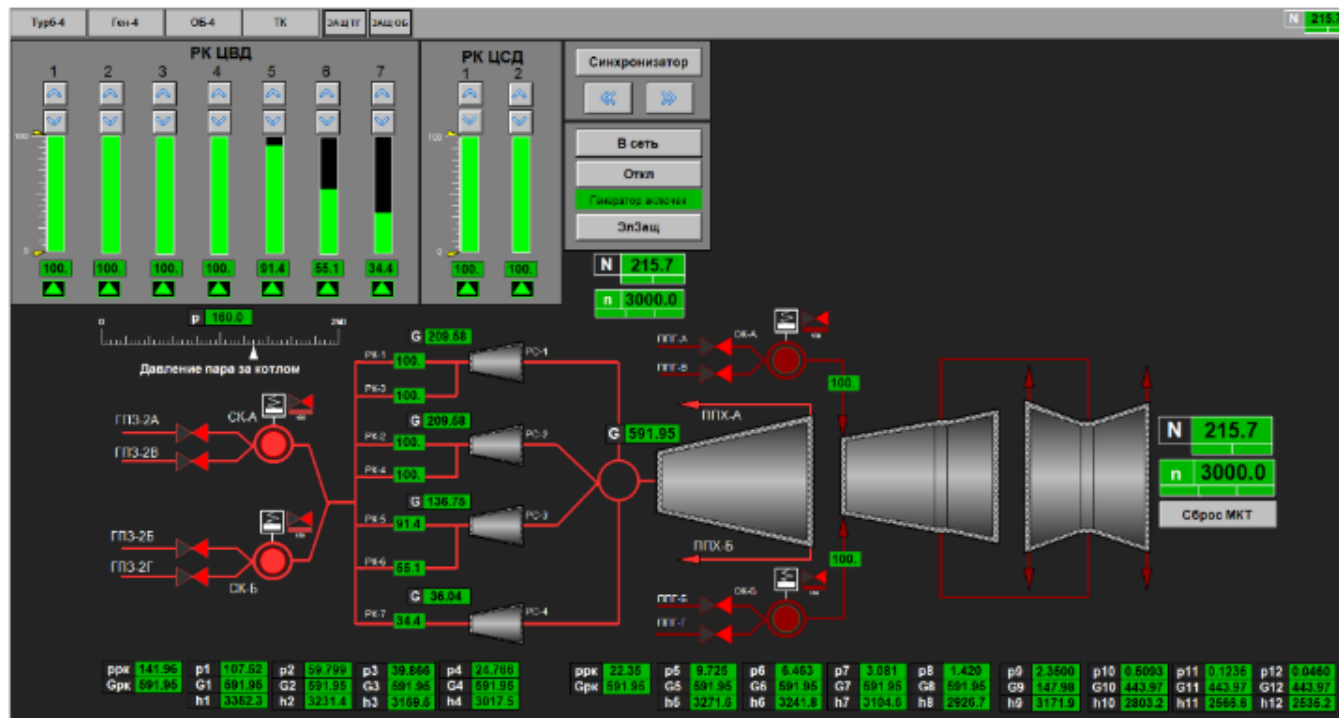 Турб-4 Ген-4 ОБ-4 ТК ЗАЩ ТГ ЗАЩ ОБ N 215.7
РК ЦВД
1 2 3 4 5 6 7
100
0
100. 100. 100. 100. 91.4 55.1 34.4
РК ЦСД
1 2
100
0
100. 100.
Синхронизатор
В сеть
Откл
Генератор включен
ЭлЗащ
N 215.7
n 3000.0
p 160.0
0 250
Давление пара за котлом
ГПЗ-2А
ГПЗ-2В
СК-А
ГПЗ-2Б
ГПЗ-2Г
СК-Б
G 209.58
РК-1 100. РС-1
РК-3 100.
G 209.58
РК-2 100. РС-2
РК-4 100.
G 136.75
РК-5 91.4 РС-3
РК-6 55.1
G 36.04
РК-7 34.4 РС-4
G 591.95
ППХ-А
ППХ-Б
ППГ-А
ППГ-В
ОК-А
100.
ППГ-Б
ППГ-Г
ОК-Б
100.
N 215.7
n 3000.0
Сброс МКТ
ррк 141.95 p1 107.52 p2 59.799 p3 39.866 p4 24.766 ррк 22.35 p5 9.725 p6 6.463 p7 3.081 p8 1.420 p9 2.3500 p10 0.5093 p11 0.1236 p12 0.0460
Gрк 591.95 G1 591.95 G2 591.95 G3 591.95 G4 591.95 Gрк 591.95 G5 591.95 G6 591.95 G7 591.95 G8 591.95 G9 147.98 G10 443.97 G11 443.97 G12 443.97
h1 3352.3 h2 3231.4 h3 3169.5 h4 3017.5 h5 3271.6 h6 3241.8 h7 3104.6 h8 2926.7 h9 3171.9 h10 2803.2 h11 2566.6 h12 2535.2